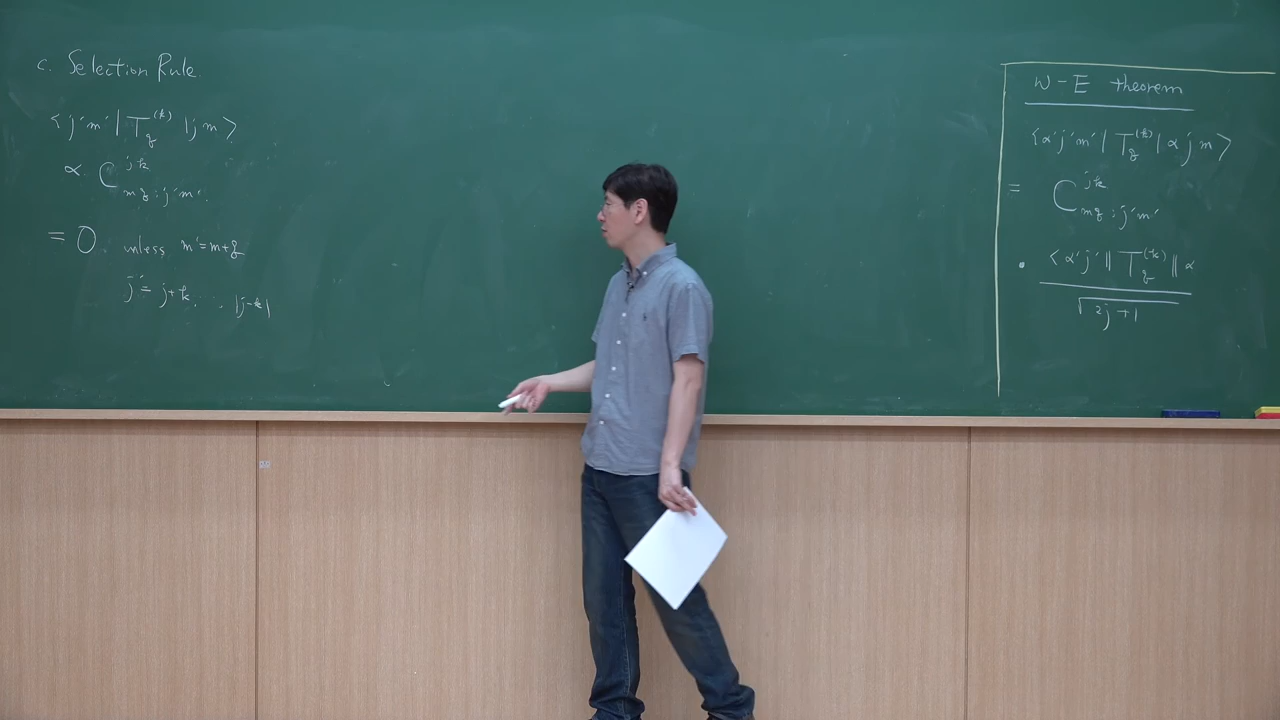 c. Selection Rule.
<j'm'| T_q^(k) |jm>
∝ C^{jk}_{mq;j'm'}.
= 0. unless m'=m+q
j'= j+k, ... |j-k|
W-E theorem
<α'j'm'| T_q^(k) |αjm>
= C^{jk}_{mq;j'm'}
• <α'j'|| T_q^(k) ||α
√2j+1